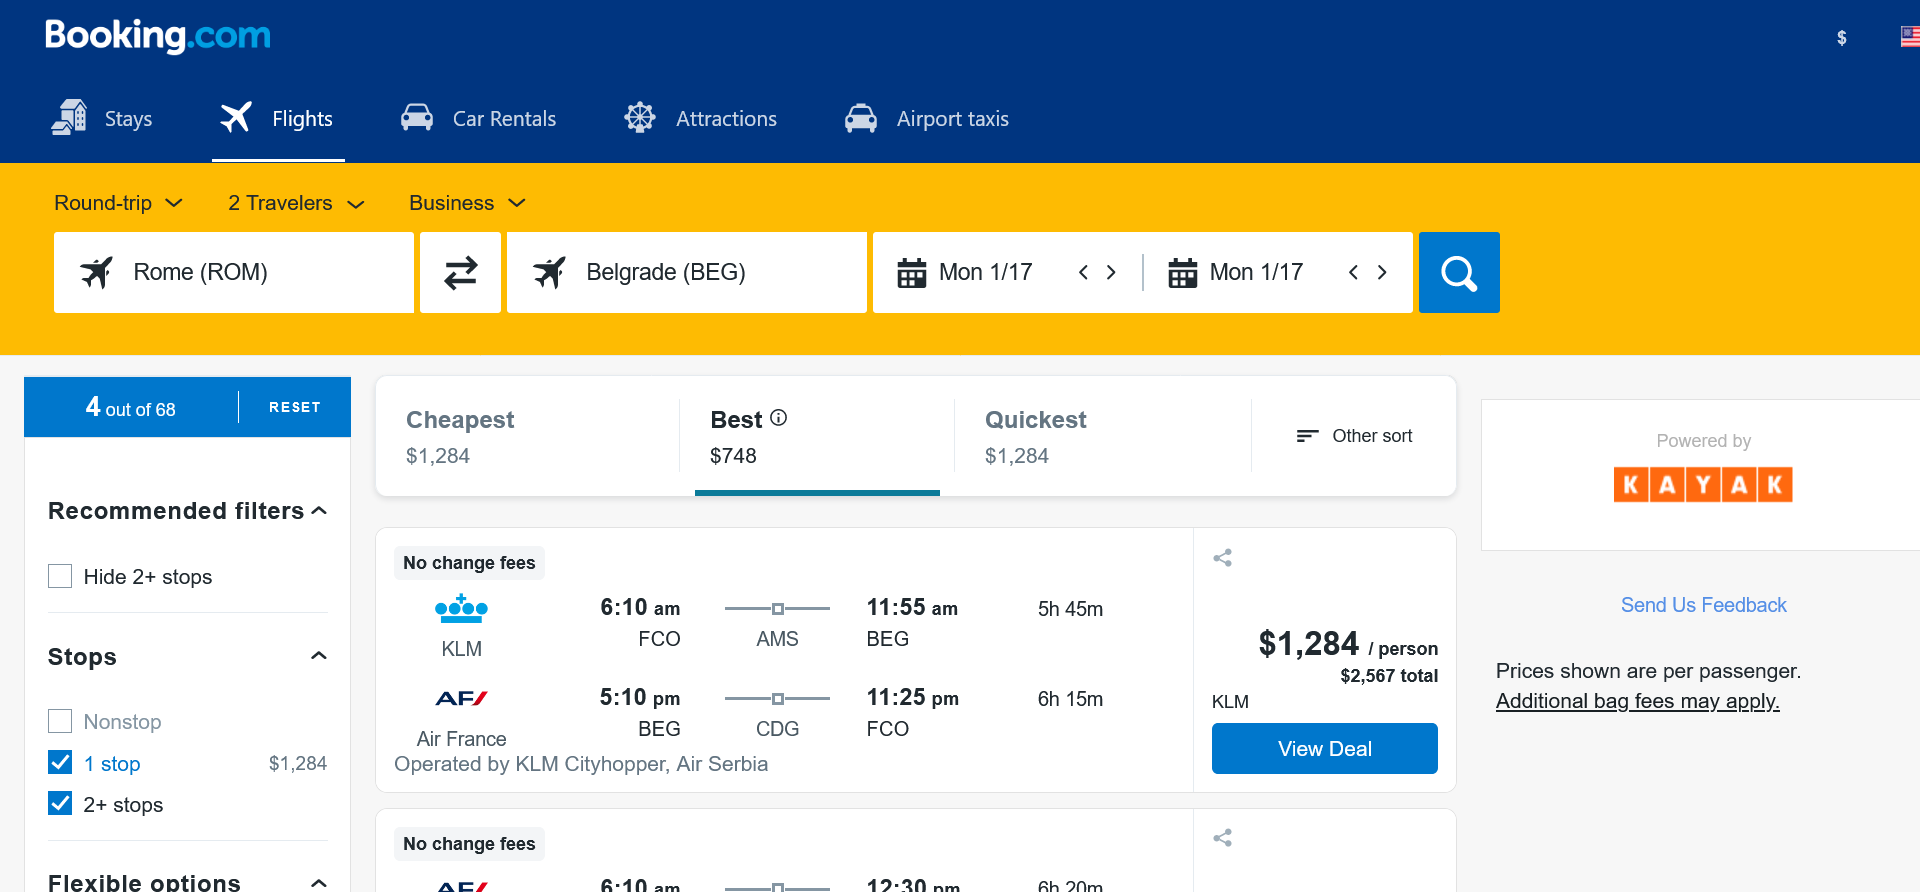 Booking.com
$
Stays
Flights
Car Rentals
Attractions
Airport taxis
Round-trip
2 Travelers
Business
Rome (ROM)
Belgrade (BEG)
Mon 1/17
Mon 1/17
4 out of 68
RESET
Recommended filters
Hide 2+ stops
Stops
Nonstop
1 stop
$1,284
2+ stops
Flexible options
Cheapest
$1,284
Best
$748
Quickest
$1,284
Other sort
No change fees
KLM
6:10 am
FCO
AMS
11:55 am
BEG
5h 45m
AF
Air France
5:10 pm
BEG
CDG
11:25 pm
FCO
6h 15m
Operated by KLM Cityhopper, Air Serbia
$1,284 / person
$2,567 total
KLM
View Deal
No change fees
AF
6:10 am
12:30 pm
6h 20m
Powered by
KAYAK
Send Us Feedback
Prices shown are per passenger.
Additional bag fees may apply.